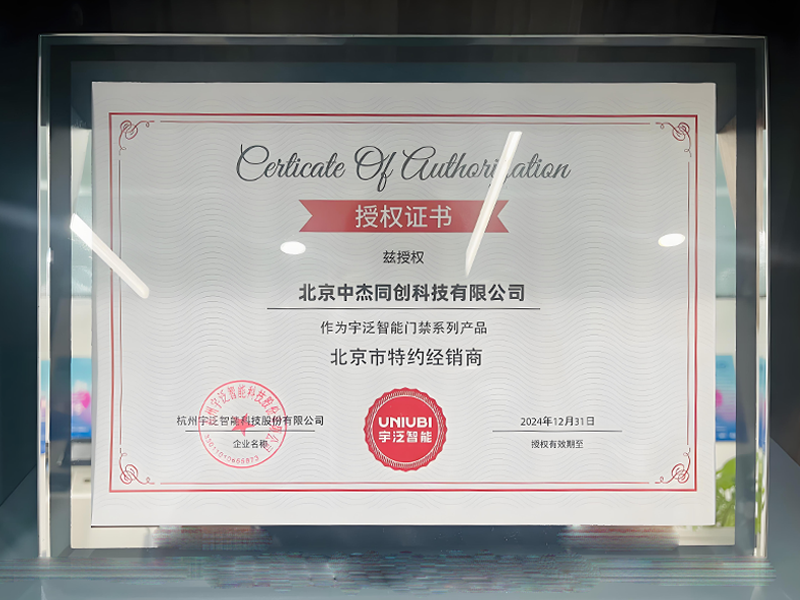 Certicate Of Authorization
授权证书
兹授权
北京中杰同创科技有限公司
作为宇泛智能门禁系列产品
北京市特约经销商
杭州宇泛智能科技股份有限公司
企业名称
UNIUBI
宇泛智能
2024年12月31日
授权有效期至